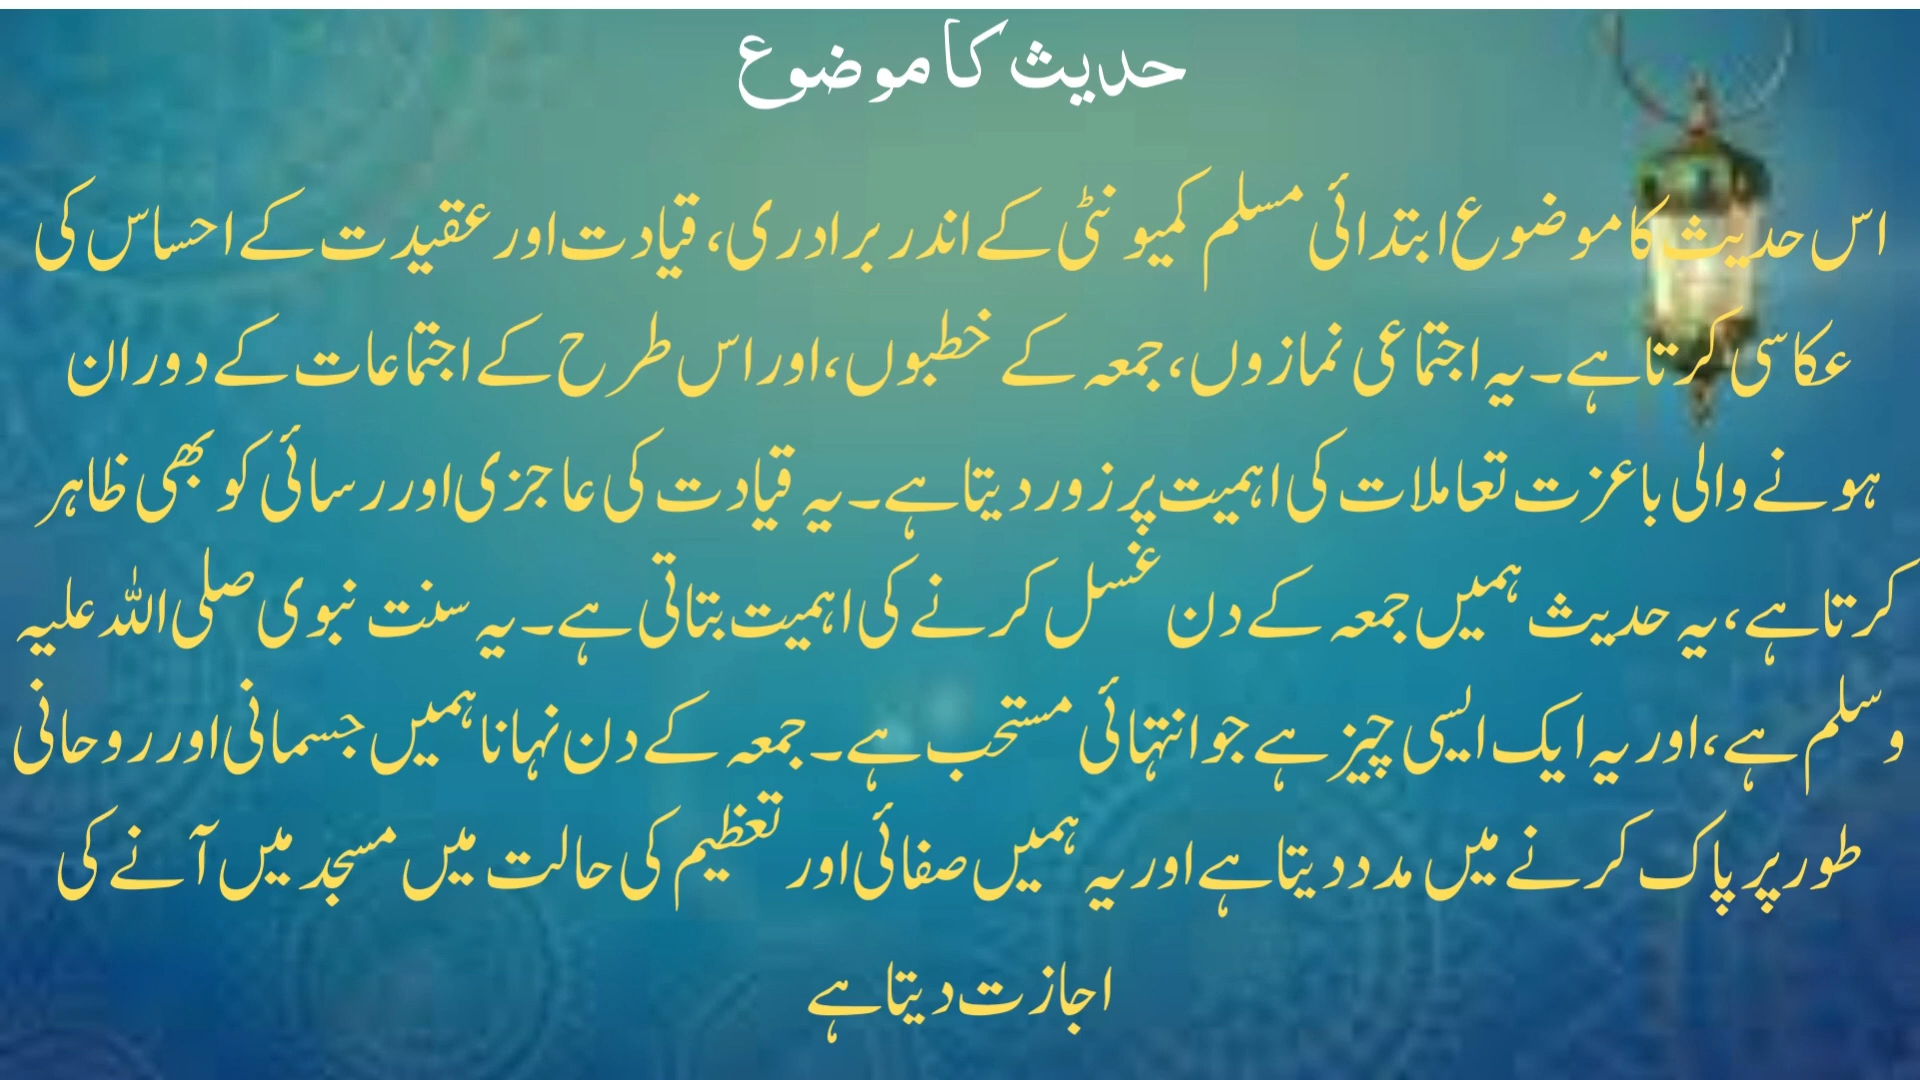 حدیث کا موضوع
اس حدیث کا موضوع ابتدائی مسلم کمیونٹی کے اندر برادری، قیادت اور عقیدت کے احساس کی
عکاسی کرتا ہے۔ یہ اجتماعی نمازوں، جمعہ کے خطبوں، اور اس طرح کے اجتماعات کے دوران
ہونے والی باعزت تعاملات کی اہمیت پر زور دیتا ہے۔ یہ قیادت کی عاجزی اور رسائی کو بھی ظاہر
کرتا ہے، یہ حدیث ہمیں جمعہ کے دن غسل کرنے کی اہمیت بتاتی ہے۔ یہ سنت نبوی صلی اللہ علیہ
وسلم ہے، اور یہ ایک ایسی چیز ہے جو انتہائی مستحب ہے۔ جمعہ کے دن نہانا ہمیں جسمانی اور روحانی
طور پر پاک کرنے میں مدد دیتا ہے اور یہ ہمیں صفائی اور تعظیم کی حالت میں مسجد میں آنے کی
اجازت دیتا ہے